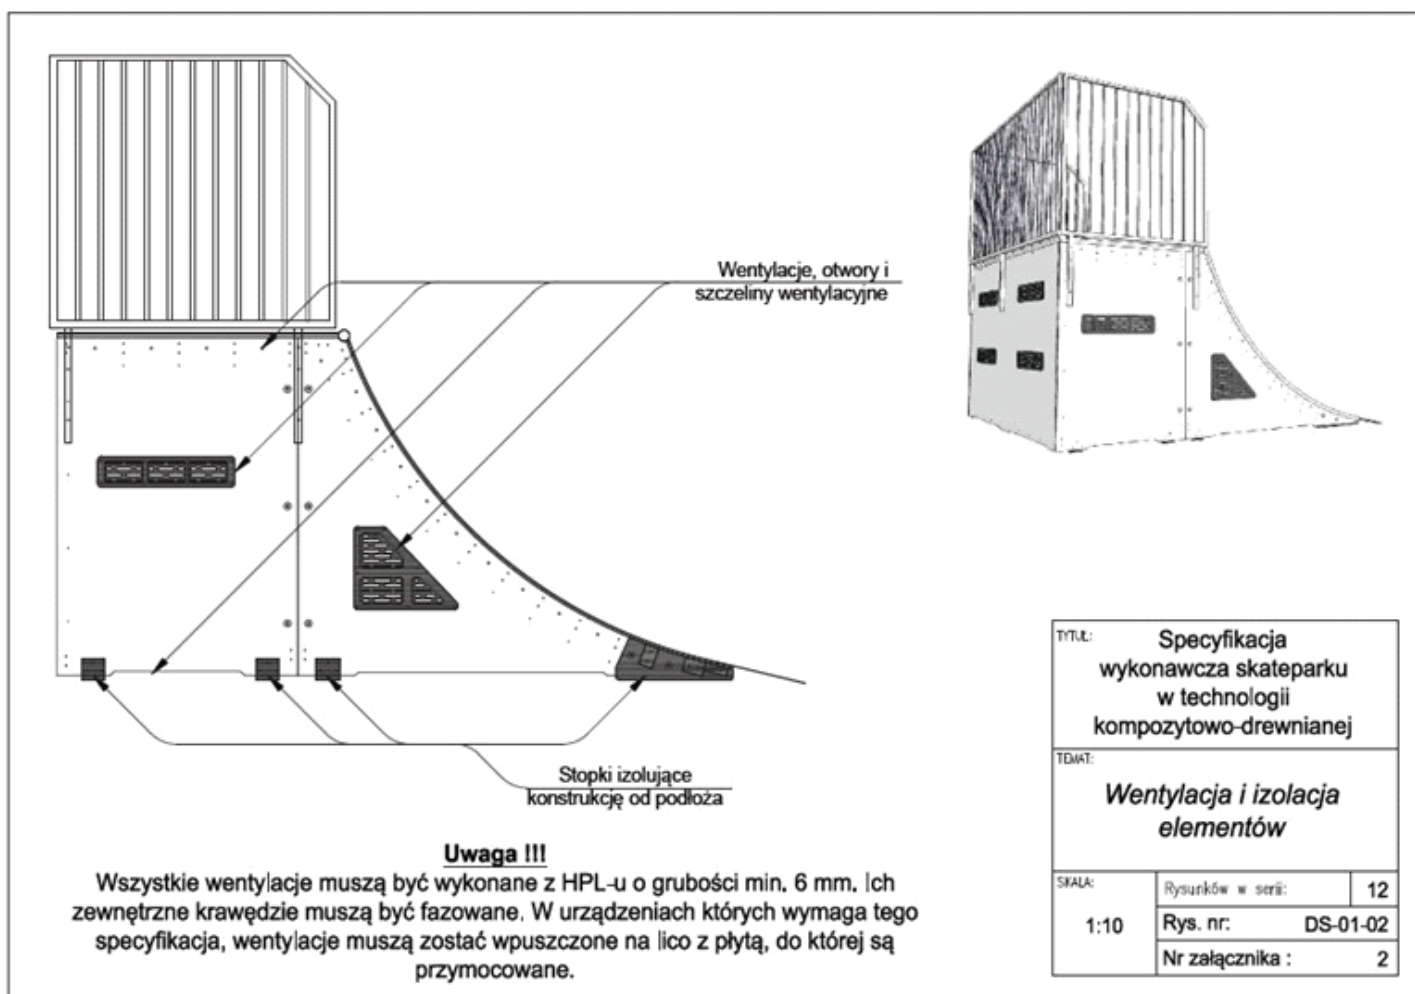 Wentylacje, otwory i
szczeliny wentylacyjne
Stopki izolujące
konstrukcję od podłoża
Uwaga !!!
Wszystkie wentylacje muszą być wykonane z HPL-u o grubości min. 6 mm. Ich
zewnętrzne krawędzie muszą być fazowane. W urządzeniach których wymaga tego
specyfikacja, wentylacje muszą zostać wpuszczone na lico z płytą, do której są
przymocowane.
TYTUŁ:
Specyfikacja
wykonawcza skateparku
w technologii
kompozytowo-drewnianej
TEMAT:
Wentylacja i izolacja
elementów
SKALA:
1:10
Rysunków w serii: 12
Rys. nr: DS-01-02
Nr załącznika : 2